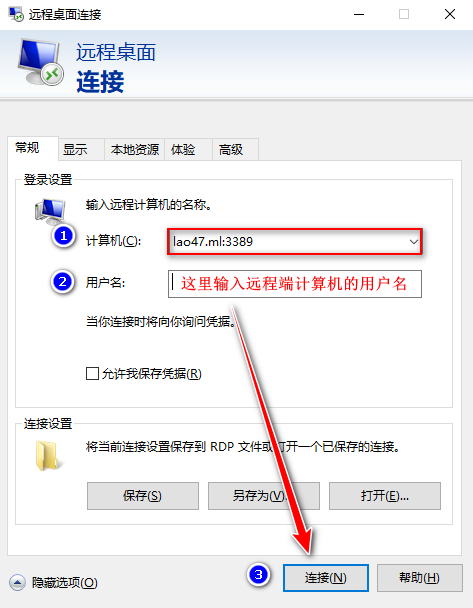 远程桌面连接
远程桌面
连接
常规 显示 本地资源 体验 高级
登录设置
输入远程计算机的名称。
1 计算机(C): lao47.ml:3389
2 用户名: 这里输入远程端计算机的用户名
当你连接时将向你询问凭据。
允许我保存凭据(R)
连接设置
将当前连接设置保存到 RDP 文件或打开一个已保存的连接。
保存(S) 另存为(V)... 打开(E)...
隐藏选项(O) 3 连接(N) 帮助(H)